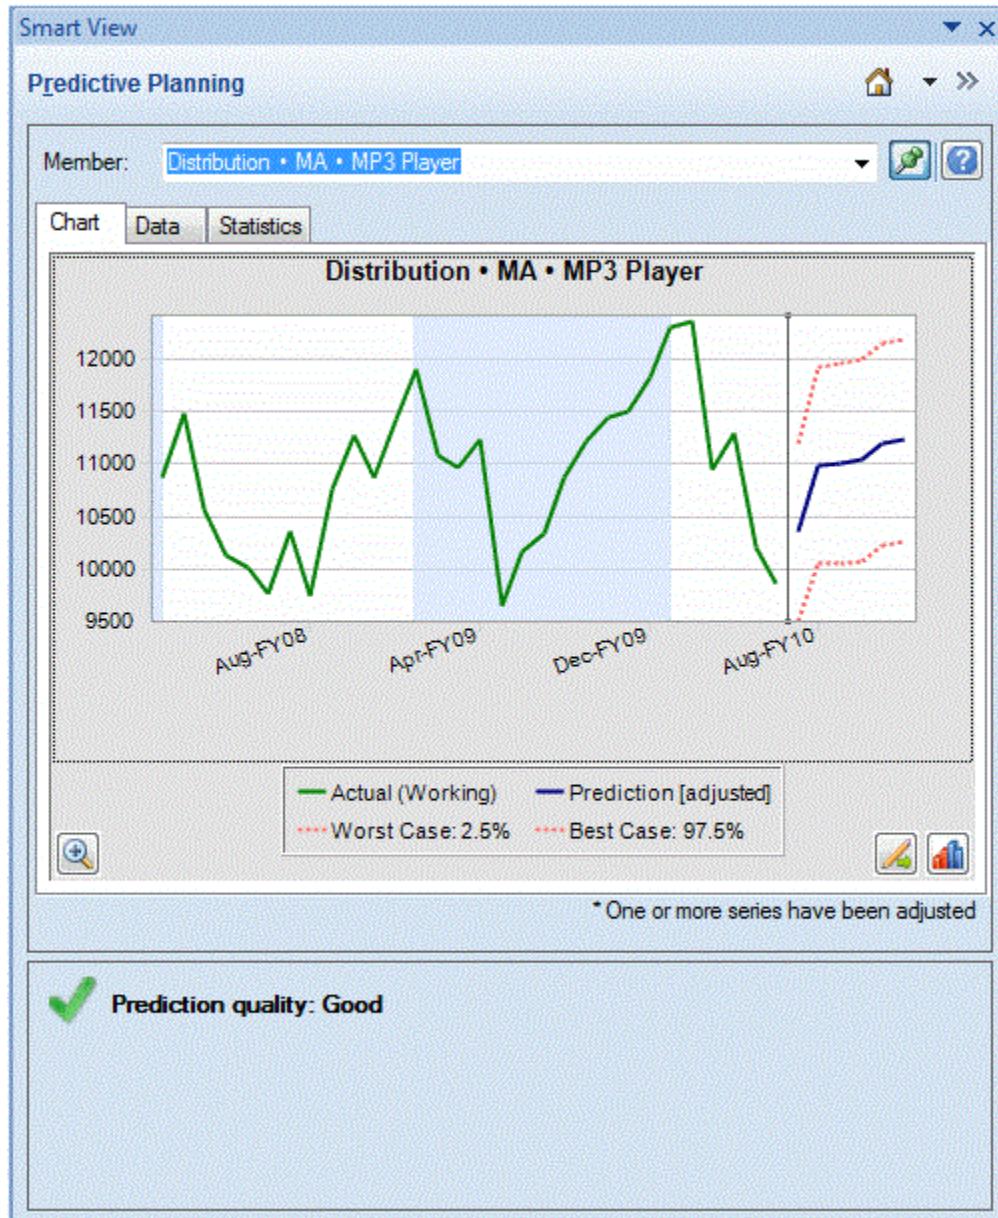 Smart View
Predictive Planning
Member: Distribution • MA • MP3 Player
Chart Data Statistics
Distribution • MA • MP3 Player
12000
11500
11000
10500
10000
9500
Aug-FY08 Apr-FY09 Dec-FY09 Aug-FY10
Actual (Working) Prediction [adjusted]
Worst Case: 2.5% Best Case: 97.5%
* One or more series have been adjusted
Prediction quality: Good